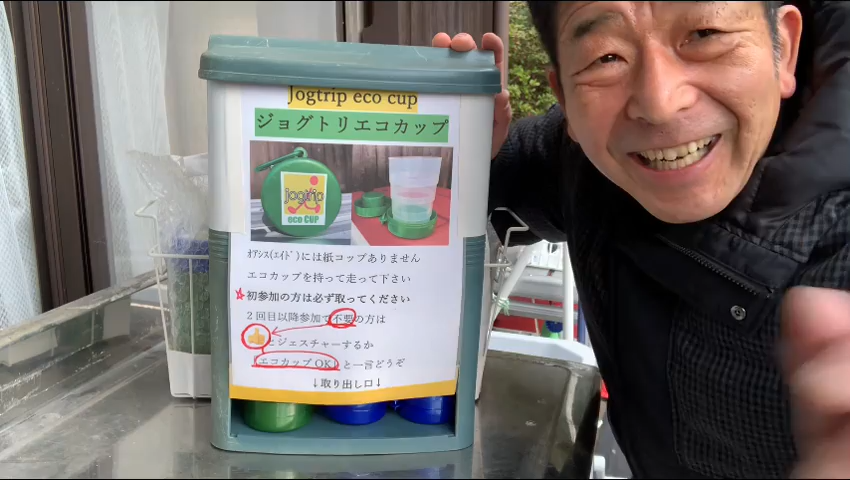 Jogtrip eco cup
ジョグトリエコカップ
jogtrip
eco CUP
オアシス(エイド)には紙コップありません
エコカップを持って走って下さい
☆初参加の方は必ず取ってください
2回目以降参加で不要の方は
👍とジェスチャーするか
「エコカップOK」と一言どうぞ
↓取り出し口↓